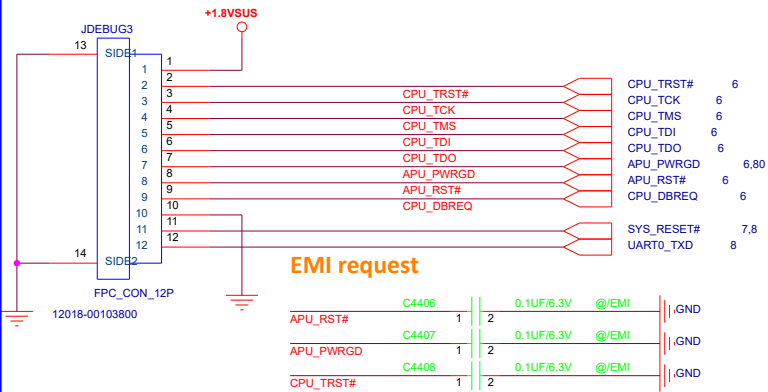 +1.8VSUS
JDEBUG3
13 SIDE1
1 1
2 2 CPU_TRST# CPU_TRST# 6
3 3 CPU_TCK CPU_TCK 6
4 4 CPU_TMS CPU_TMS 6
5 5 CPU_TDI CPU_TDI 6
6 6 CPU_TDO CPU_TDO 6
7 7 APU_PWRGD APU_PWRGD 6,80
8 8 APU_RST# APU_RST# 6
9 9 CPU_DBREQ CPU_DBREQ 6
10 10
11 11 SYS_RESET# 7,8
12 12 UART0_TXD 8
14 SIDE2
FPC_CON_12P
12018-00103800
EMI request
APU_RST# C4406 1 2 0.1UF/6.3V @/EMI GND
APU_PWRGD C4407 1 2 0.1UF/6.3V @/EMI GND
CPU_TRST# C4408 1 2 0.1UF/6.3V @/EMI GND